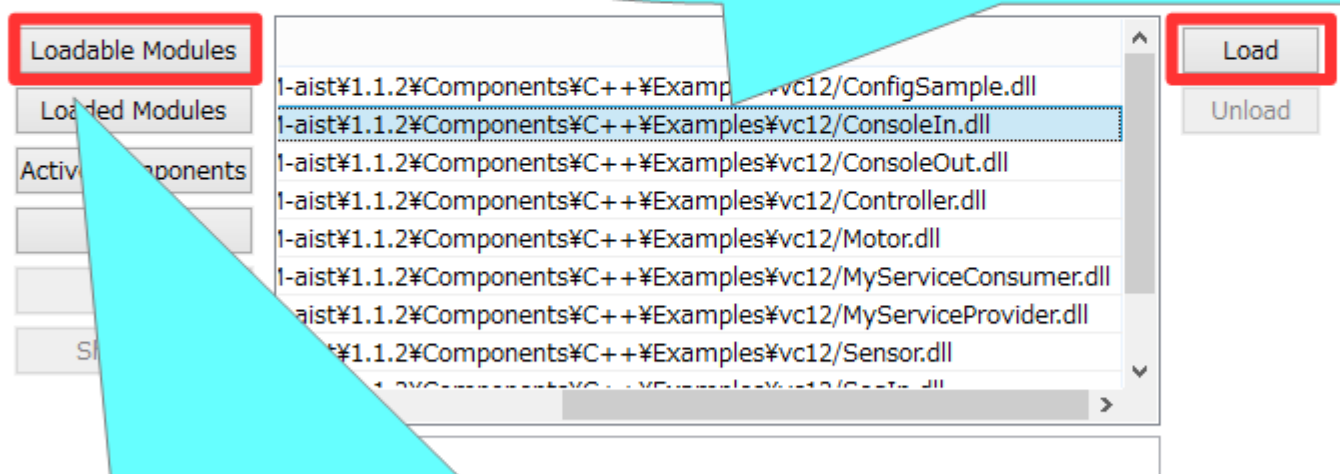 Loadable Modules
Loaded Modules
Load
Unload
1-aist¥1.1.2¥Components¥C++¥Examp ¥vc12/ConfigSample.dll
1-aist¥1.1.2¥Components¥C++¥Examples¥vc12/ConsoleIn.dll
1-aist¥1.1.2¥Components¥C++¥Examples¥vc12/ConsoleOut.dll
1-aist¥1.1.2¥Components¥C++¥Examples¥vc12/Controller.dll
1-aist¥1.1.2¥Components¥C++¥Examples¥vc12/Motor.dll
1-aist¥1.1.2¥Components¥C++¥Examples¥vc12/MyServiceConsumer.dll
aist¥1.1.2¥Components¥C++¥Examples¥vc12/MyServiceProvider.dll
¥1.1.2¥Components¥C++¥Examples¥vc12/Sensor.dll